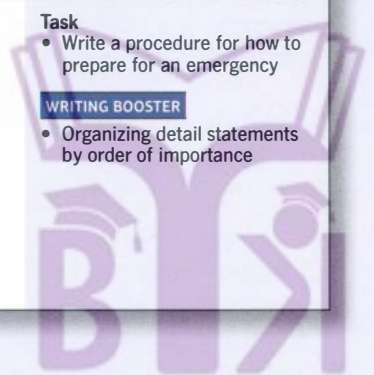 Task
• Write a procedure for how to
prepare for an emergency
WRITING BOOSTER
• Organizing detail statements
by order of importance